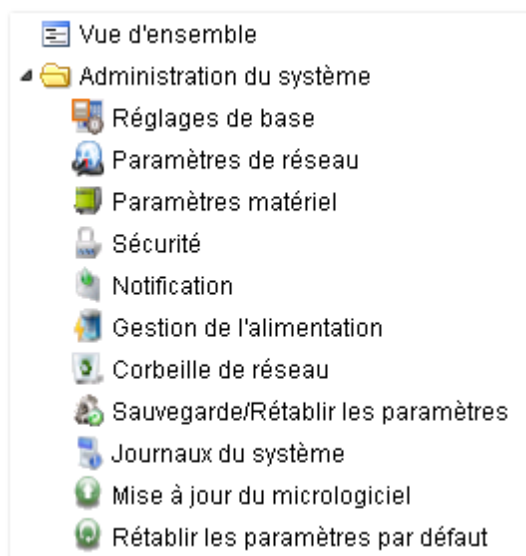 Vue d'ensemble
Administration du système
Réglages de base
Paramètres de réseau
Paramètres matériel
Sécurité
Notification
Gestion de l'alimentation
Corbeille de réseau
Sauvegarde/Rétablir les paramètres
Journaux du système
Mise à jour du micrologiciel
Rétablir les paramètres par défaut